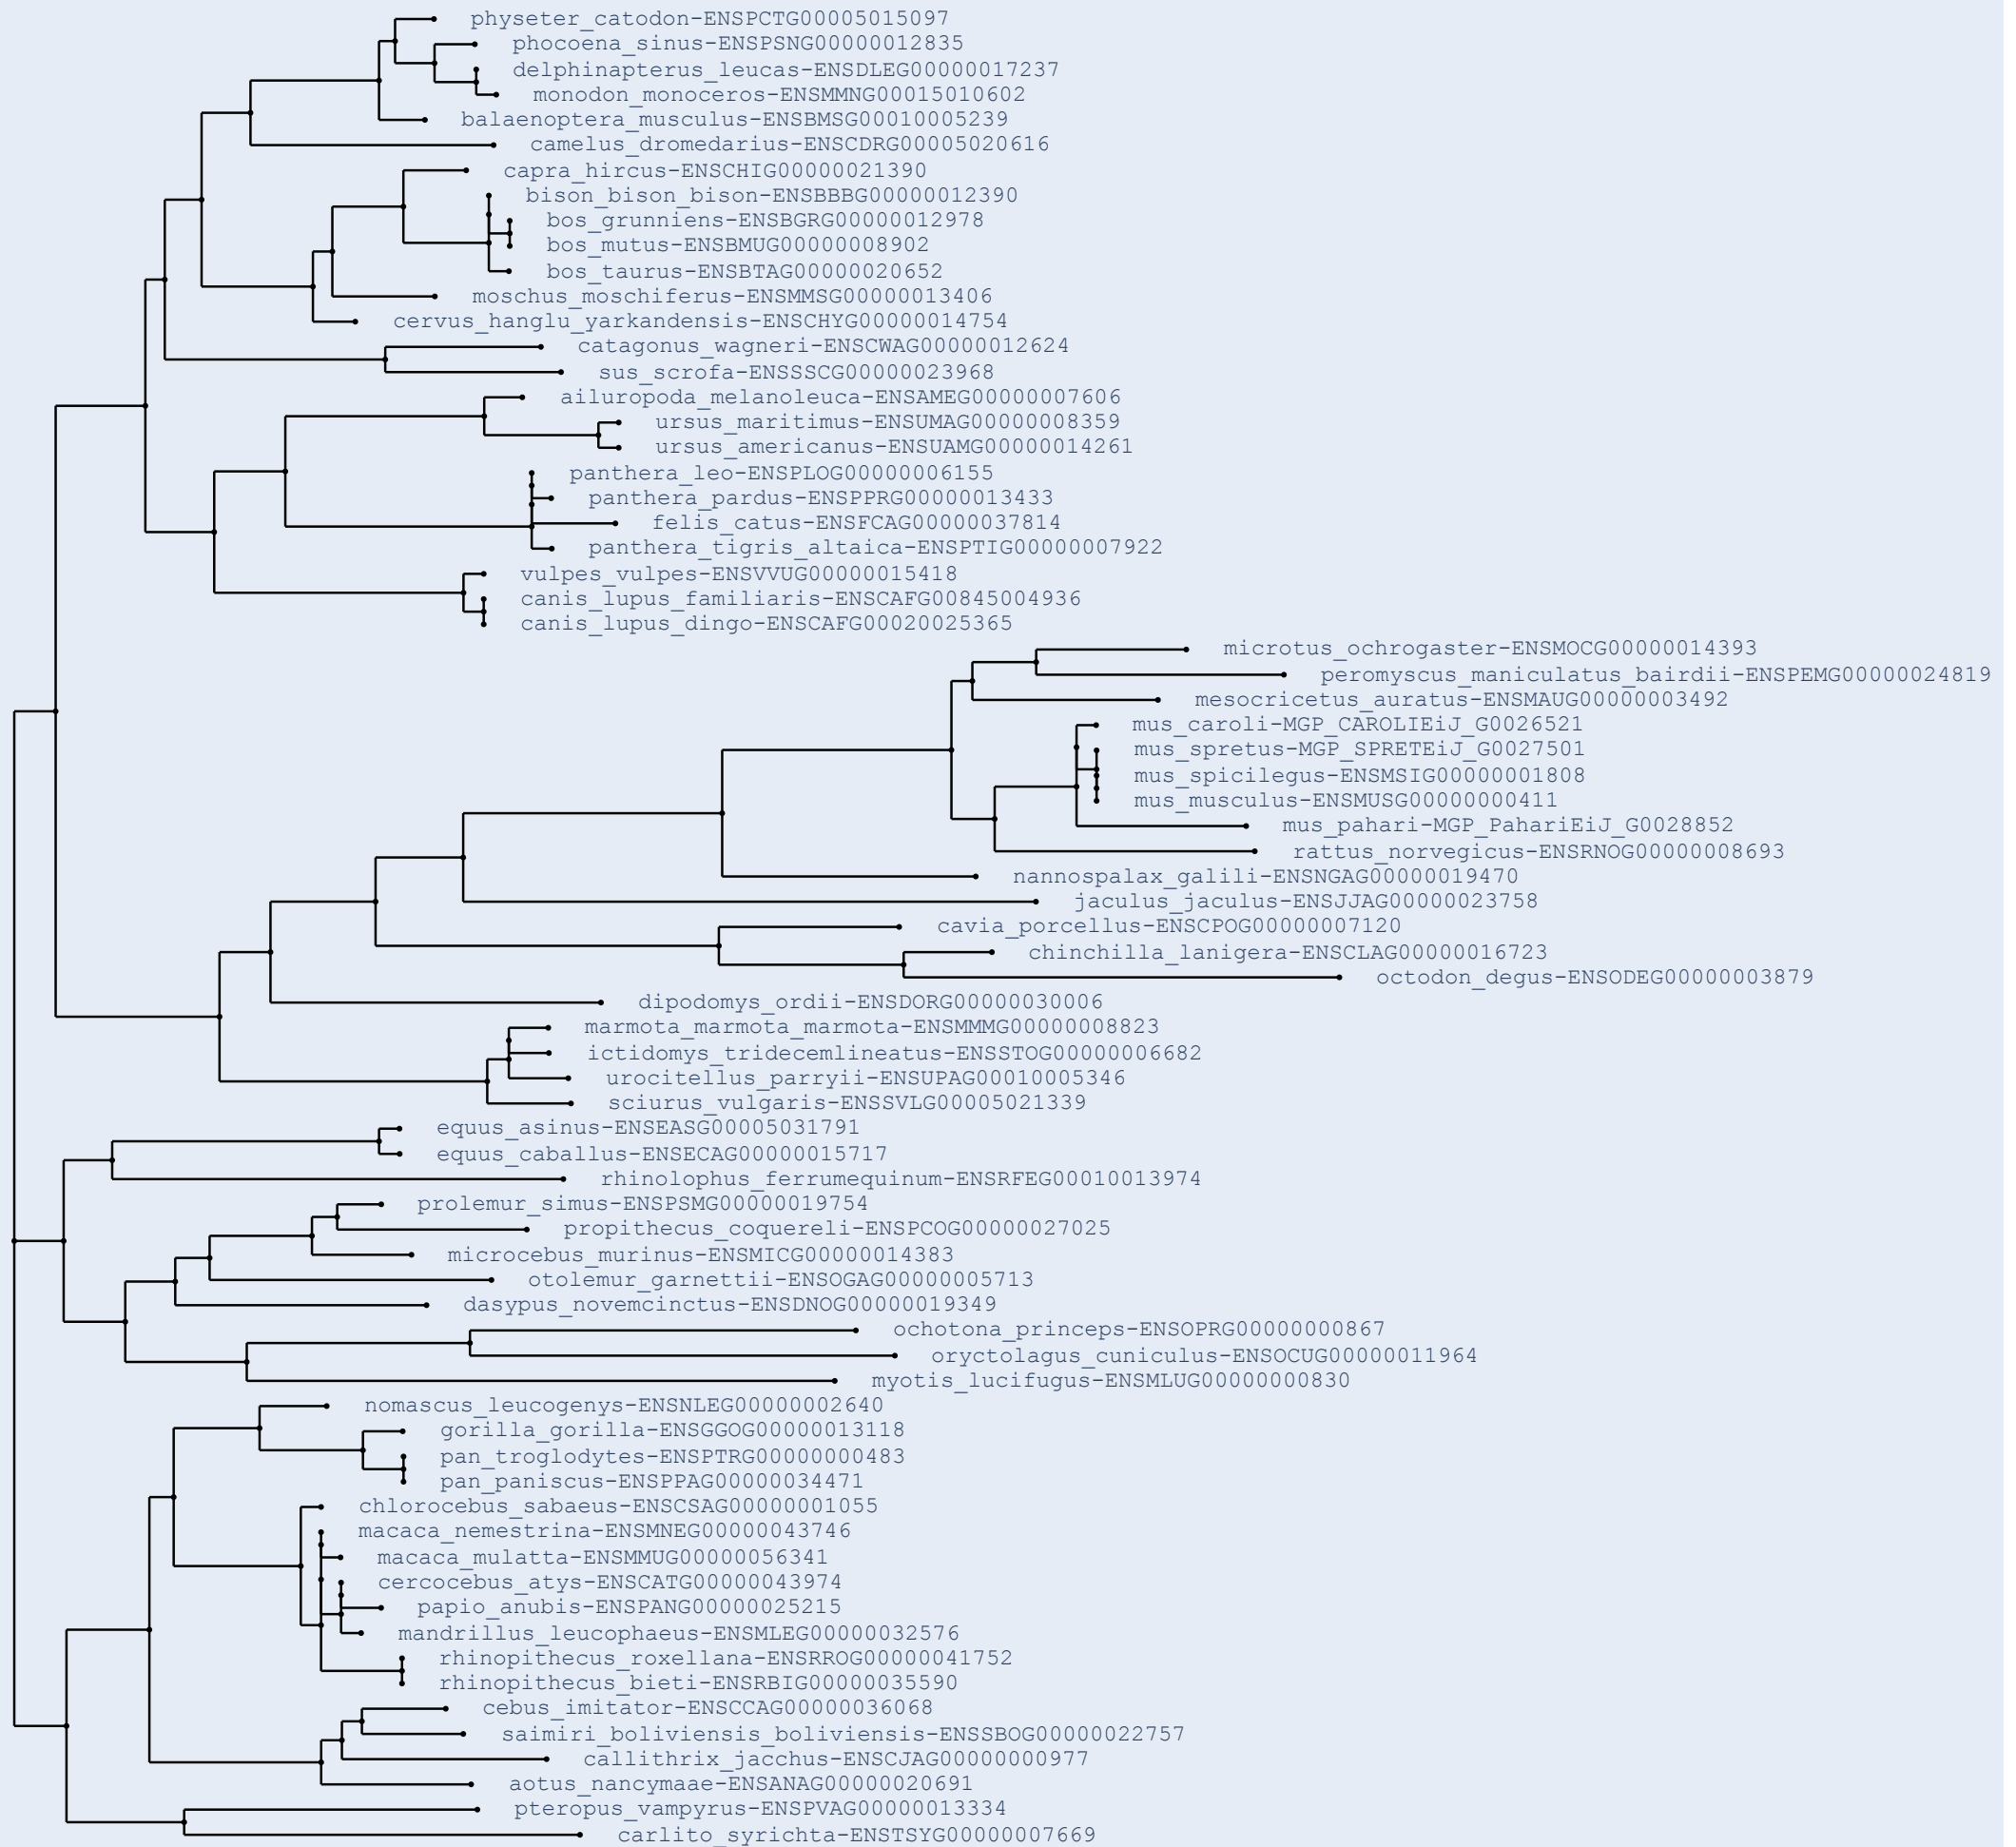 physeter_catodon-ENSPCTG00005015097
phocoena_sinus-ENSPSNG00000012835
delphinapterus_leucas-ENSDLEG00000017237
monodon_monoceros-ENSMMNG00015010602
balaenoptera_musculus-ENSBMSG00010005239
camelus_dromedarius-ENSCDRG00005020616
capra_hircus-ENSCHIG00000021390
bison_bison_bison-ENSBBBG00000012390
bos_grunniens-ENSBGRG00000012978
bos_mutus-ENSBMUG00000008902
bos_taurus-ENSBTAG00000020652
moschus_moschiferus-ENSMMSG00000013406
cervus_hanglu_yarkandensis-ENSCHYG00000014754
catagonus_wagneri-ENSCWAG00000012624
sus_scrofa-ENSSSCG00000023968
ailuropoda_melanoleuca-ENSAMEG00000007606
ursus_maritimus-ENSUMAG00000008359
ursus_americanus-ENSUAMG00000014261
panthera_leo-ENSPLOG00000006155
panthera_pardus-ENSPPRG00000013433
felis_catus-ENSFCAG00000037814
panthera_tigris_altaica-ENSPTIG00000007922
vulpes_vulpes-ENSVVUG00000015418
canis_lupus_familiaris-ENSCAFG00845004936
canis_lupus_dingo-ENSCAFG00020025365
microtus_ochrogaster-ENSMOCG00000014393
peromyscus_maniculatus_bairdii-ENSPEMG00000024819
mesocricetus_auratus-ENSMAUG00000003492
mus_caroli-MGP_CAROLIEiJ_G0026521
mus_spretus-MGP_SPRETEiJ_G0027501
mus_spicilegus-ENSMSIG00000001808
mus_musculus-ENSMUSG00000000411
mus_pahari-MGP_PahariEiJ_G0028852
rattus_norvegicus-ENSRNOG00000008693
nannospalax_galili-ENSNGAG00000019470
jaculus_jaculus-ENSJJAG00000023758
cavia_porcellus-ENSCPOG00000007120
chinchilla_lanigera-ENSCLAG00000016723
octodon_degus-ENSODEG00000003879
dipodomys_ordii-ENSDORG00000030006
marmota_marmota_marmota-ENSMMMG00000008823
ictidomys_tridecemlineatus-ENSSTOG00000006682
urocitellus_parryii-ENSUPAG00010005346
sciurus_vulgaris-ENSSVLG00005021339
equus_asinus-ENSEASG00005031791
equus_caballus-ENSECAG00000015717
rhinolophus_ferrumequinum-ENSRFEG00010013974
prolemur_simus-ENSPSMG00000019754
propithecus_coquereli-ENSPCOG00000027025
microcebus_murinus-ENSMICG00000014383
otolemur_garnettii-ENSOGAG00000005713
dasypus_novemcinctus-ENSDNOG00000019349
ochotona_princeps-ENSOPRG00000000867
oryctolagus_cuniculus-ENSOCUG00000011964
myotis_lucifugus-ENSMLUG00000000830
nomascus_leucogenys-ENSNLEG00000002640
gorilla_gorilla-ENSGGOG00000013118
pan_troglodytes-ENSPTRG00000000483
pan_paniscus-ENSPPAG00000034471
chlorocebus_sabaeus-ENSCSAG00000001055
macaca_nemestrina-ENSMNEG00000043746
macaca_mulatta-ENSMMUG00000056341
cercocebus_atys-ENSCATG00000043974
papio_anubis-ENSPANG00000025215
mandrillus_leucophaeus-ENSMLEG00000032576
rhinopithecus_roxellana-ENSRROG00000041752
rhinopithecus_bieti-ENSRBIG00000035590
cebus_imitator-ENSCCAG00000036068
saimiri_boliviensis_boliviensis-ENSSBOG00000022757
callithrix_jacchus-ENSCJAG00000000977
aotus_nancymaae-ENSANAG00000020691
pteropus_vampyrus-ENSPVAG00000013334
carlito_syrichta-ENSTSYG00000007669